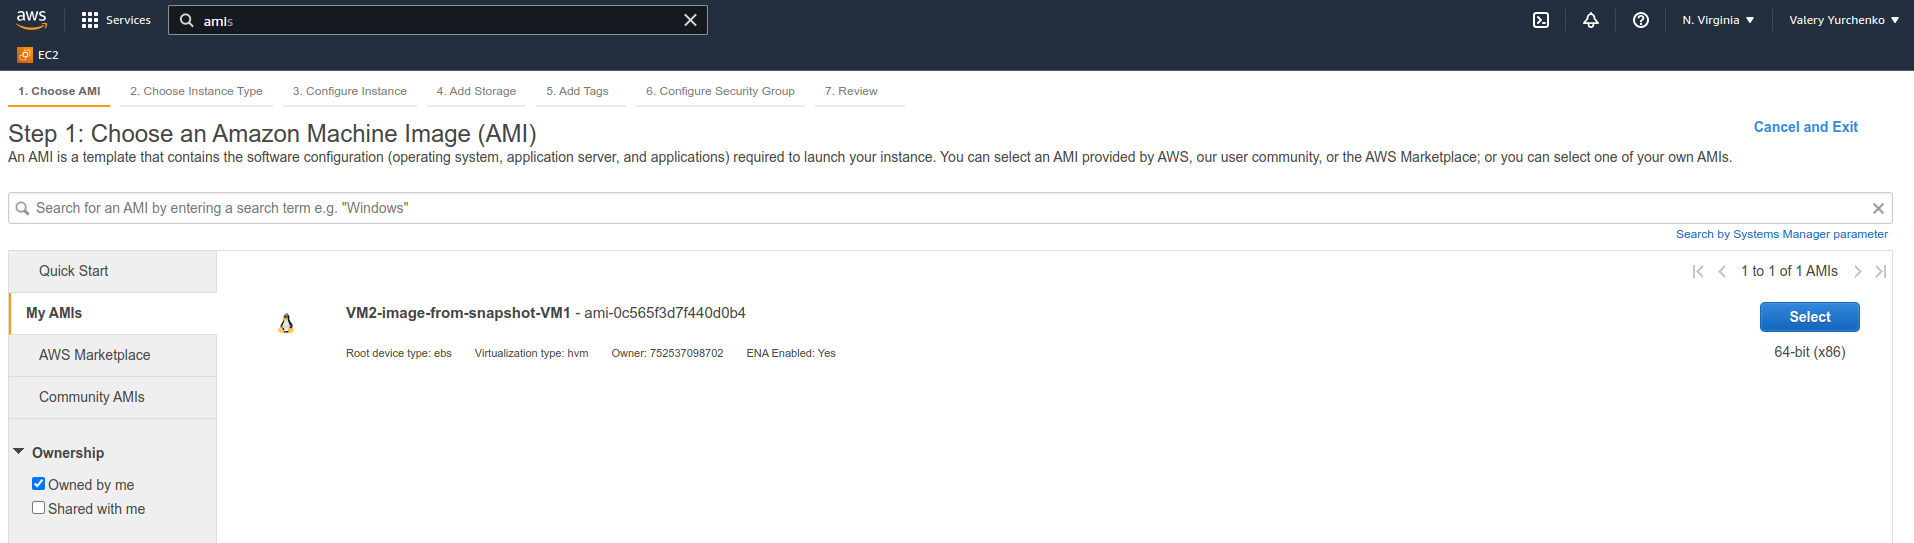 aws Services amis N. Virginia Valery Yurchenko
EC2
1. Choose AMI 2. Choose Instance Type 3. Configure Instance 4. Add Storage 5. Add Tags 6. Configure Security Group 7. Review
Step 1: Choose an Amazon Machine Image (AMI)
Cancel and Exit
An AMI is a template that contains the software configuration (operating system, application server, and applications) required to launch your instance. You can select an AMI provided by AWS, our user community, or the AWS Marketplace; or you can select one of your own AMIs.
Search for an AMI by entering a search term e.g. "Windows"
Search by Systems Manager parameter
Quick Start
1 to 1 of 1 AMIs
My AMIs
VM2-image-from-snapshot-VM1 - ami-0c565f3d7f440d0b4
Select
AWS Marketplace
Root device type: ebs Virtualization type: hvm Owner: 752537098702 ENA Enabled: Yes
64-bit (x86)
Community AMIs
Ownership
Owned by me
Shared with me